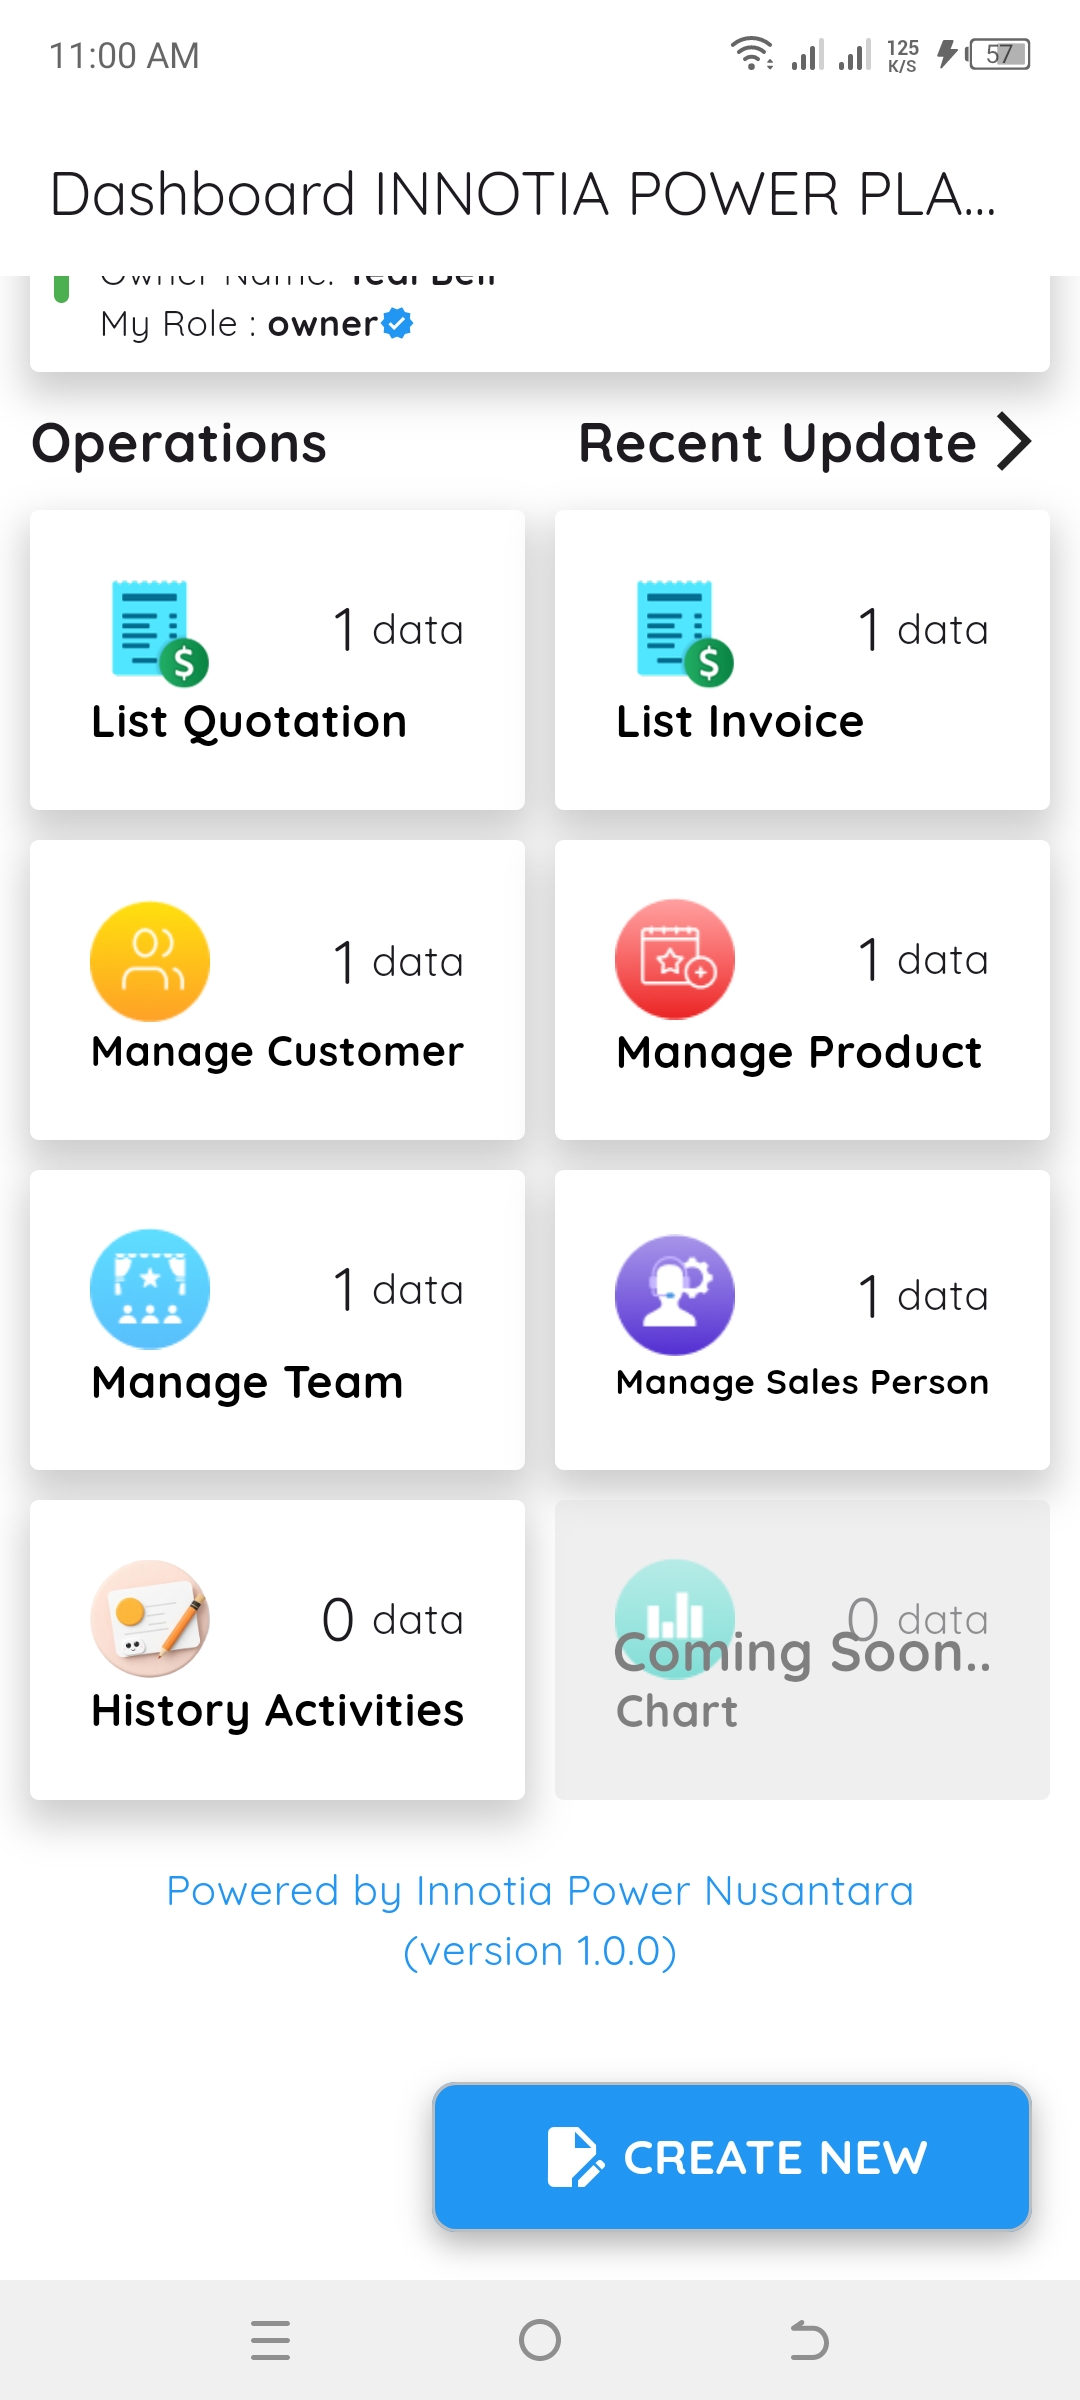 11:00 AM
125
K/S
57
Dashboard INNOTIA POWER PLA...
Owner Name:
My Role : owner
Operations
Recent Update
1 data
List Quotation
1 data
List Invoice
1 data
Manage Customer
1 data
Manage Product
1 data
Manage Team
1 data
Manage Sales Person
0 data
History Activities
0 data
Coming Soon..
Chart
Powered by Innotia Power Nusantara
(version 1.0.0)
CREATE NEW